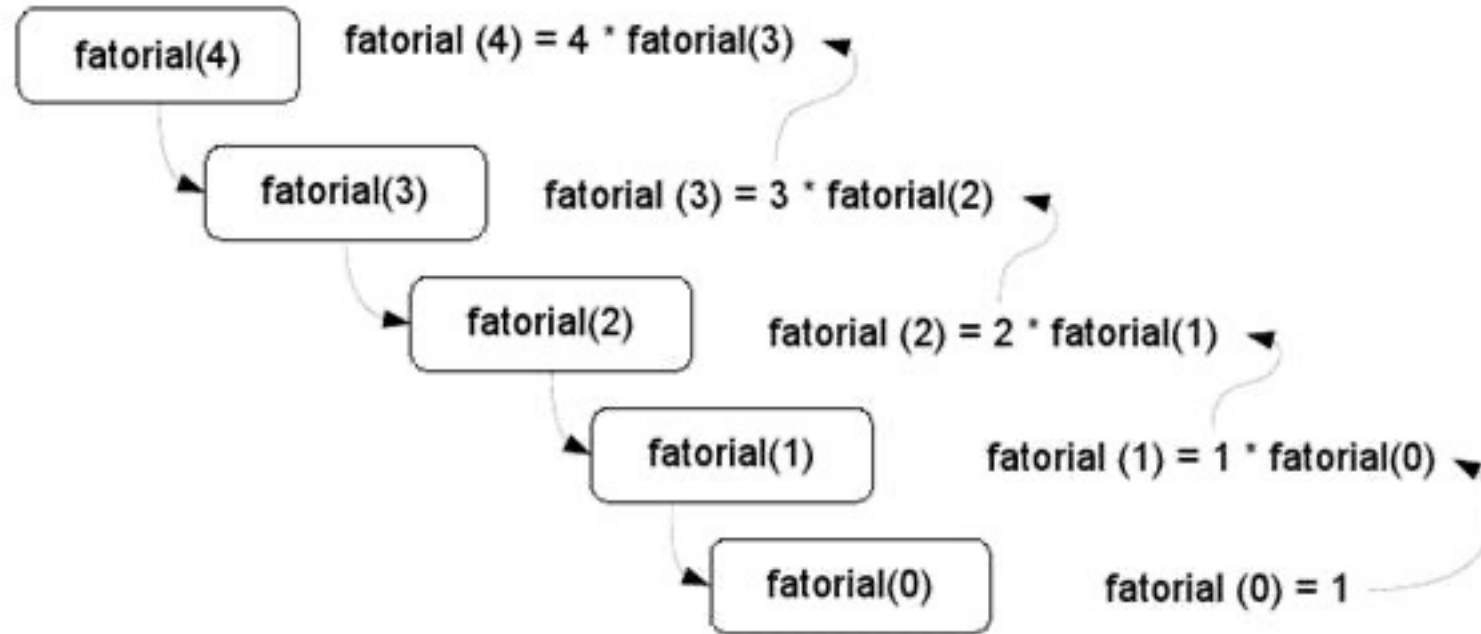 fatorial(4)
fatorial (4) = 4 * fatorial(3)
fatorial(3)
fatorial (3) = 3 * fatorial(2)
fatorial(2)
fatorial (2) = 2 * fatorial(1)
fatorial(1)
fatorial (1) = 1 * fatorial(0)
fatorial(0)
fatorial (0) = 1